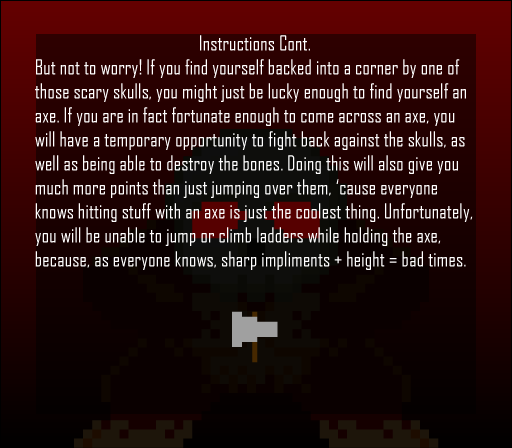 Instructions Cont.
But not to worry! If you find yourself backed into a corner by one of
those scary skulls, you might just be lucky enough to find yourself an
axe. If you are in fact fortunate enough to come across an axe, you
will have a temporary opportunity to fight back against the skulls, as
well as being able to destroy the bones. Doing this will also give you
much more points than just jumping over them, ‘cause everyone
knows hitting stuff with an axe is just the coolest thing. Unfortunately,
you will be unable to jump or climb ladders while holding the axe,
because, as everyone knows, sharp impliments + height = bad times.